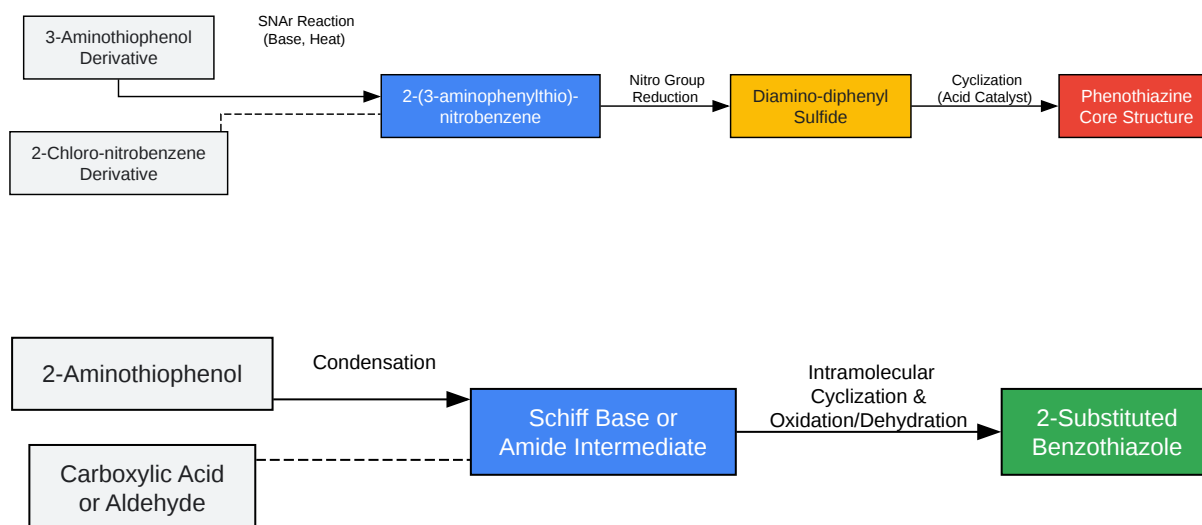 3-Aminothiophenol
Derivative
SNAr Reaction
(Base, Heat)
2-Chloro-nitrobenzene
Derivative
2-(3-aminophenylthio)-
nitrobenzene
Nitro Group
Reduction
Diamino-diphenyl
Sulfide
Cyclization
(Acid Catalyst)
Phenothiazine
Core Structure
2-Aminothiophenol
Condensation
Carboxylic Acid
or Aldehyde
Schiff Base or
Amide Intermediate
Intramolecular
Cyclization &
Oxidation/Dehydration
2-Substituted
Benzothiazole